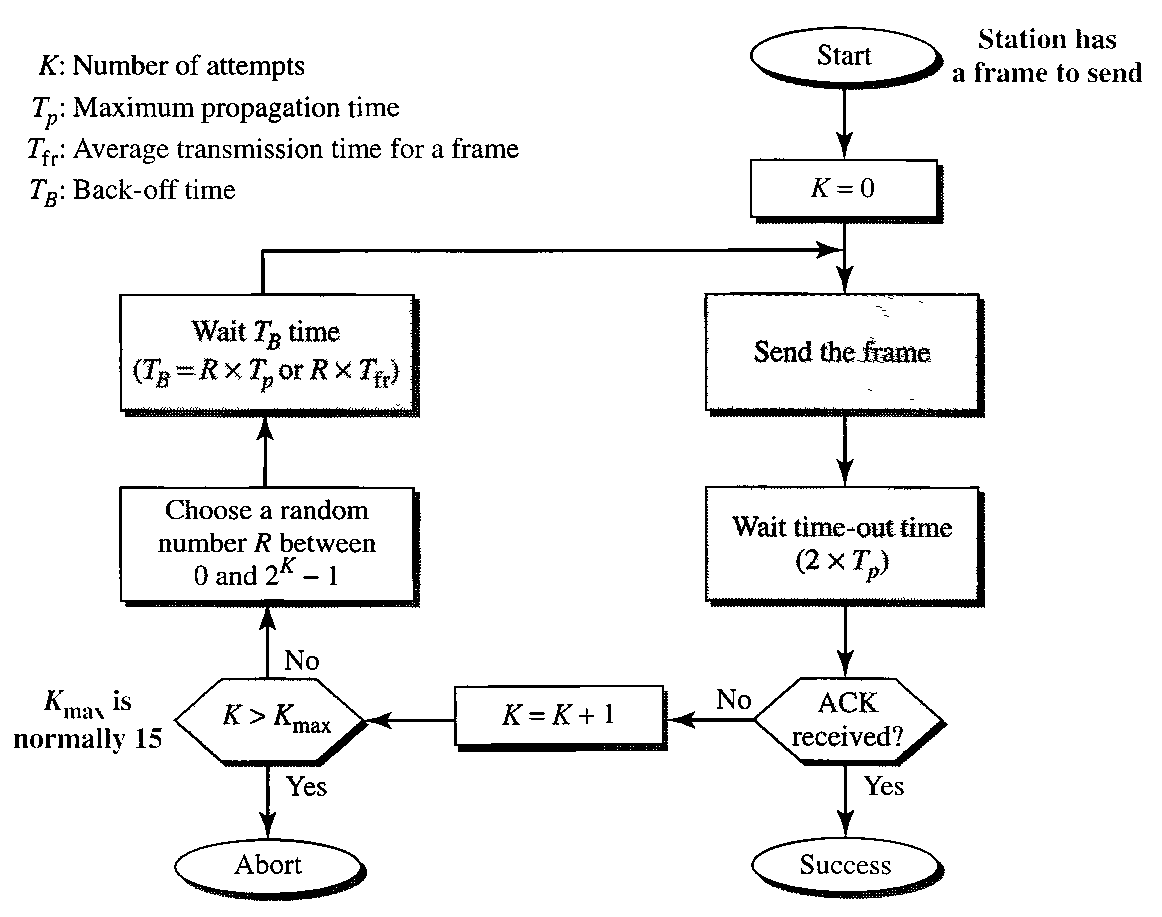 K: Number of attempts
Tp: Maximum propagation time
Tfr: Average transmission time for a frame
TB: Back-off time
Start
Station has
a frame to send
K = 0
Wait TB time
(TB = R × Tp or R × Tfr)
Send the frame
Choose a random
number R between
0 and 2^K − 1
Wait time-out time
(2 × Tp)
No
Kmax is
normally 15
K > Kmax
K = K + 1
No
ACK
received?
Yes
Yes
Abort
Success